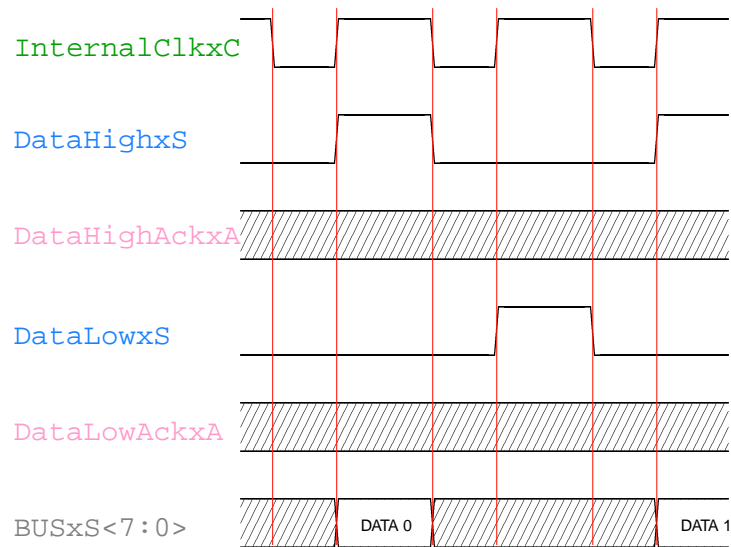 InternalClkxC
DataHighxS
DataHighAckxA
DataLowxS
DataLowAckxA
BUSxS<7:0>
DATA 0
DATA 1